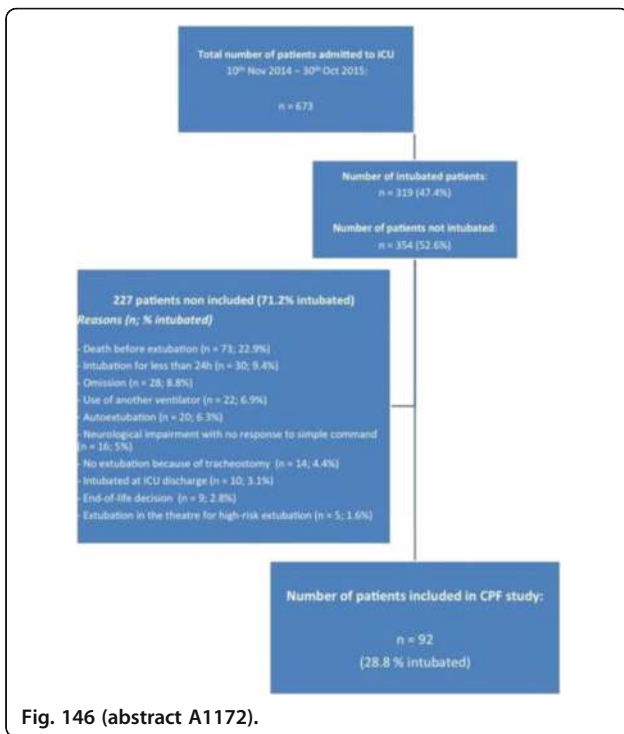 Total number of patients admitted to ICU
10th Nov 2014 – 30th Oct 2015:
n = 673
Number of intubated patients:
n = 319 (47.4%)
Number of patients not intubated:
n = 354 (52.6%)
227 patients non included (71.2% intubated)
Reasons (n; % intubated)
- Death before extubation (n = 73; 22.9%)
- Intubation for less than 24h (n = 30; 9.4%)
- Omission (n = 28; 8.8%)
- Use of another ventilator (n = 22; 6.9%)
- Autoextubation (n = 20; 6.3%)
- Neurological impairment with no response to simple command
(n = 16; 5%)
- No extubation because of tracheostomy (n = 14; 4.4%)
- Intubated at ICU discharge (n = 10; 3.1%)
- End-of-life decision (n = 9; 2.8%)
- Extubation in the theatre for high-risk extubation (n = 5; 1.6%)
Number of patients included in CPF study:
n = 92
(28.8 % intubated)
Fig. 146 (abstract A1172).